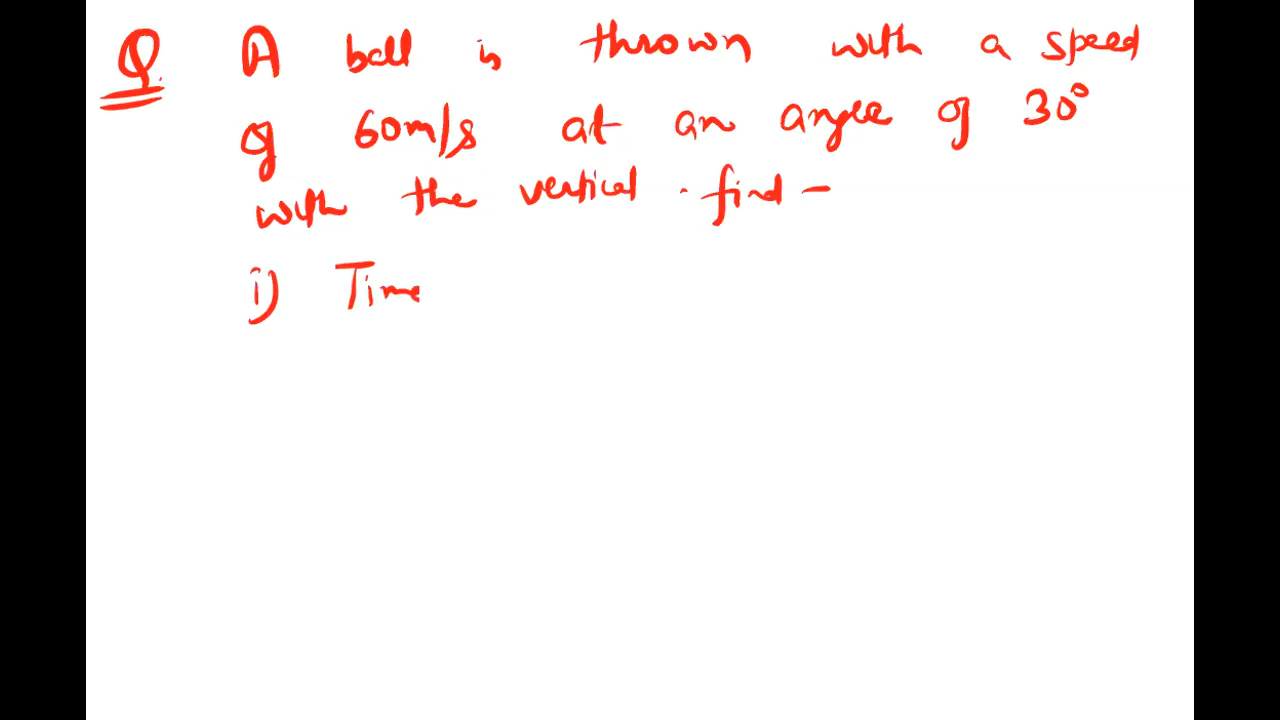 Q. A ball is thrown with a speed
of 60m/s at an angle of 30°
with the vertical. find -
i) Time